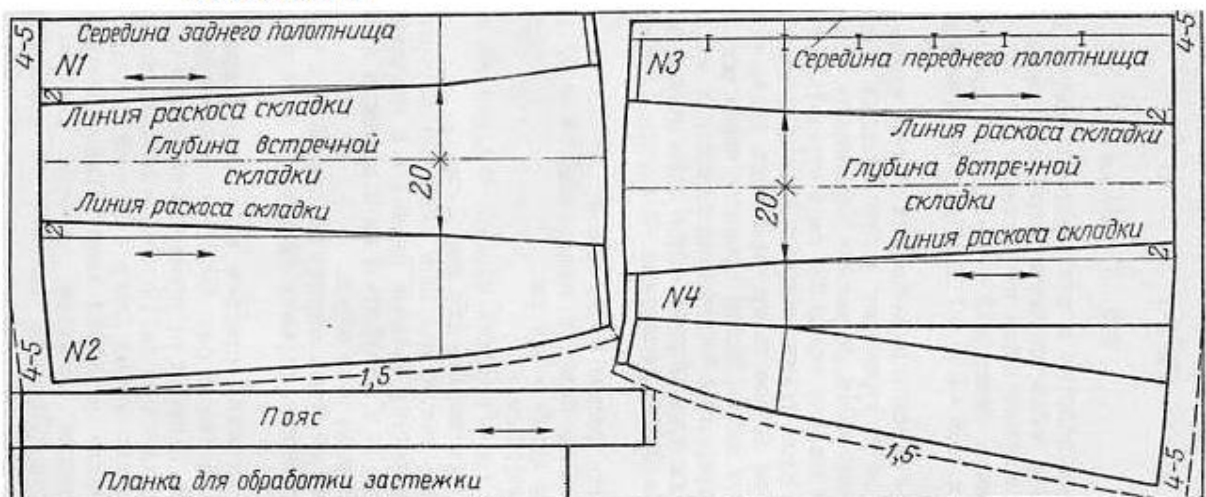 4-5
Середина заднего полотнища
N1
2
Линия раскоса складки
Глубина встречной
складки
20
Линия раскоса складки
2
N2
4-5
1,5
Пояс
Планка для обработки застежки
4-5
N3
Середина переднего полотнища
2
Линия раскоса складки
Глубина встречной
складки
20
Линия раскоса складки
2
N4
1,5
4-5